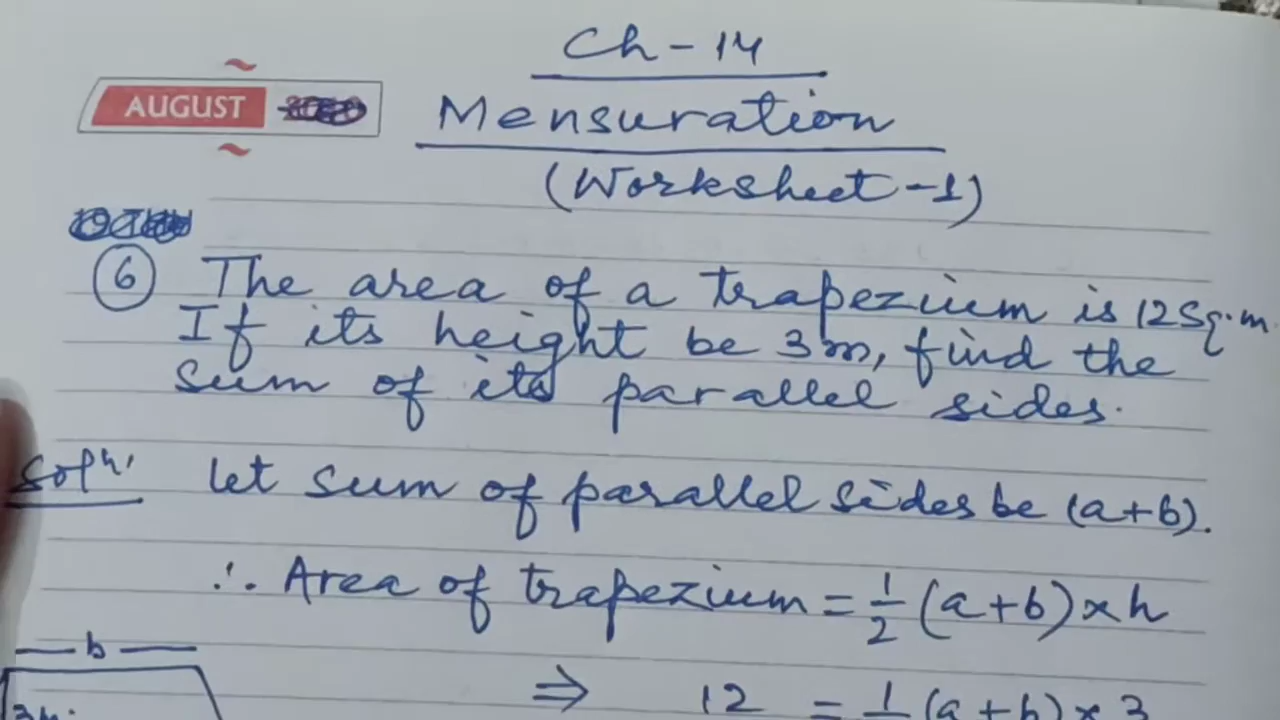 Ch-14
AUGUST
Mensuration
(Worksheet-1)
6 The area of a trapezium is 12 Sq.m.
If its height be 3m, find the
sum of its parallel sides.
Solⁿ. let sum of parallel sides be (a+b).
∴ Area of trapezium = 1/2 (a+b)×h
b
⇒ 12 = 1/2 (a+b)×3
3m.